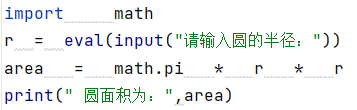 import      math
r  =  eval(input("请输入圆的半径："))
area   =   math.pi   *   r   *   r
print(" 圆面积为：",area)